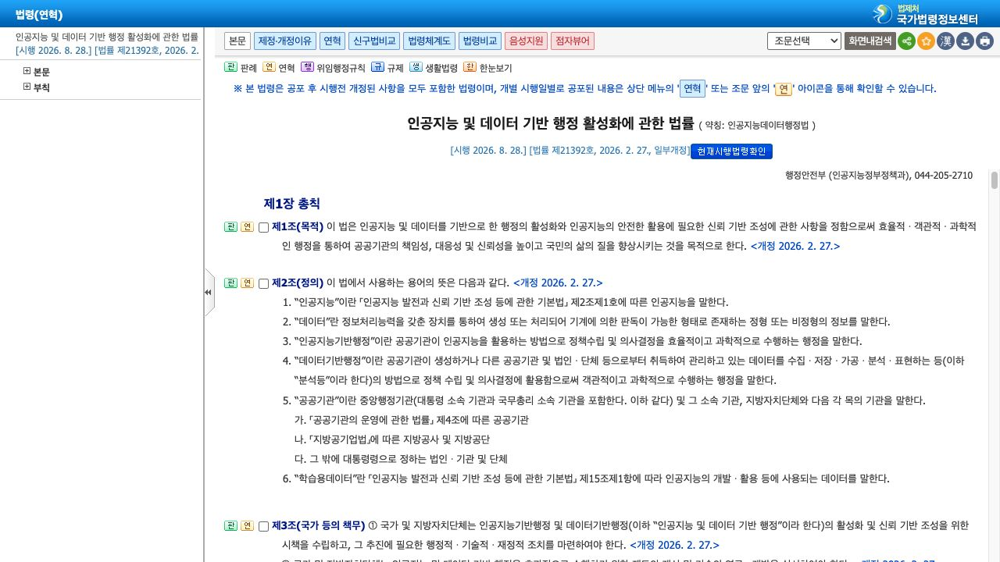 법령(연혁)
법제처
국가법령정보센터
인공지능 및 데이터 기반 행정 활성화에 관한 법률
[시행 2026. 8. 28.] [법률 제21392호, 2026. 2.
본문
부칙
본문 제정·개정이유 연혁 신구법비교 법령체계도 법령비교 음성지원 점자뷰어 조문선택 화면내검색 漢
판 판례 연 연혁 행 위임행정규칙 규 규제 생 생활법령 한 한눈보기
※ 본 법령은 공포 후 시행전 개정된 사항을 모두 포함한 법령이며, 개별 시행일별로 공포된 내용은 상단 메뉴의 '연혁' 또는 조문 앞의 '연' 아이콘을 통해 확인할 수 있습니다.
인공지능 및 데이터 기반 행정 활성화에 관한 법률 ( 약칭: 인공지능데이터행정법 )
[시행 2026. 8. 28.] [법률 제21392호, 2026. 2. 27., 일부개정] 현재시행법령확인
행정안전부 (인공지능정부정책과), 044-205-2710
제1장 총칙
판 연 제1조(목적) 이 법은 인공지능 및 데이터를 기반으로 한 행정의 활성화와 인공지능의 안전한 활용에 필요한 신뢰 기반 조성에 관한 사항을 정함으로써 효율적ㆍ객관적ㆍ과학적
인 행정을 통하여 공공기관의 책임성, 대응성 및 신뢰성을 높이고 국민의 삶의 질을 향상시키는 것을 목적으로 한다. <개정 2026. 2. 27.>
판 연 제2조(정의) 이 법에서 사용하는 용어의 뜻은 다음과 같다. <개정 2026. 2. 27.>
1. “인공지능”이란 「인공지능 발전과 신뢰 기반 조성 등에 관한 기본법」 제2조제1호에 따른 인공지능을 말한다.
2. “데이터”란 정보처리능력을 갖춘 장치를 통하여 생성 또는 처리되어 기계에 의한 판독이 가능한 형태로 존재하는 정형 또는 비정형의 정보를 말한다.
3. “인공지능기반행정”이란 공공기관이 인공지능을 활용하는 방법으로 정책수립 및 의사결정을 효율적이고 과학적으로 수행하는 행정을 말한다.
4. “데이터기반행정”이란 공공기관이 생성하거나 다른 공공기관 및 법인ㆍ단체 등으로부터 취득하여 관리하고 있는 데이터를 수집ㆍ저장ㆍ가공ㆍ분석ㆍ표현하는 등(이하
“분석등”이라 한다)의 방법으로 정책 수립 및 의사결정에 활용함으로써 객관적이고 과학적으로 수행하는 행정을 말한다.
5. “공공기관”이란 중앙행정기관(대통령 소속 기관과 국무총리 소속 기관을 포함한다. 이하 같다) 및 그 소속 기관, 지방자치단체와 다음 각 목의 기관을 말한다.
가. 「공공기관의 운영에 관한 법률」 제4조에 따른 공공기관
나. 「지방공기업법」에 따른 지방공사 및 지방공단
다. 그 밖에 대통령령으로 정하는 법인ㆍ기관 및 단체
6. “학습용데이터”란 「인공지능 발전과 신뢰 기반 조성 등에 관한 기본법」 제15조제1항에 따라 인공지능의 개발ㆍ활용 등에 사용되는 데이터를 말한다.
판 연 제3조(국가 등의 책무) ① 국가 및 지방자치단체는 인공지능기반행정 및 데이터기반행정(이하 “인공지능 및 데이터 기반 행정”이라 한다)의 활성화 및 신뢰 기반 조성을 위한
시책을 수립하고, 그 추진에 필요한 행정적ㆍ기술적ㆍ재정적 조치를 마련하여야 한다. <개정 2026. 2. 27.>